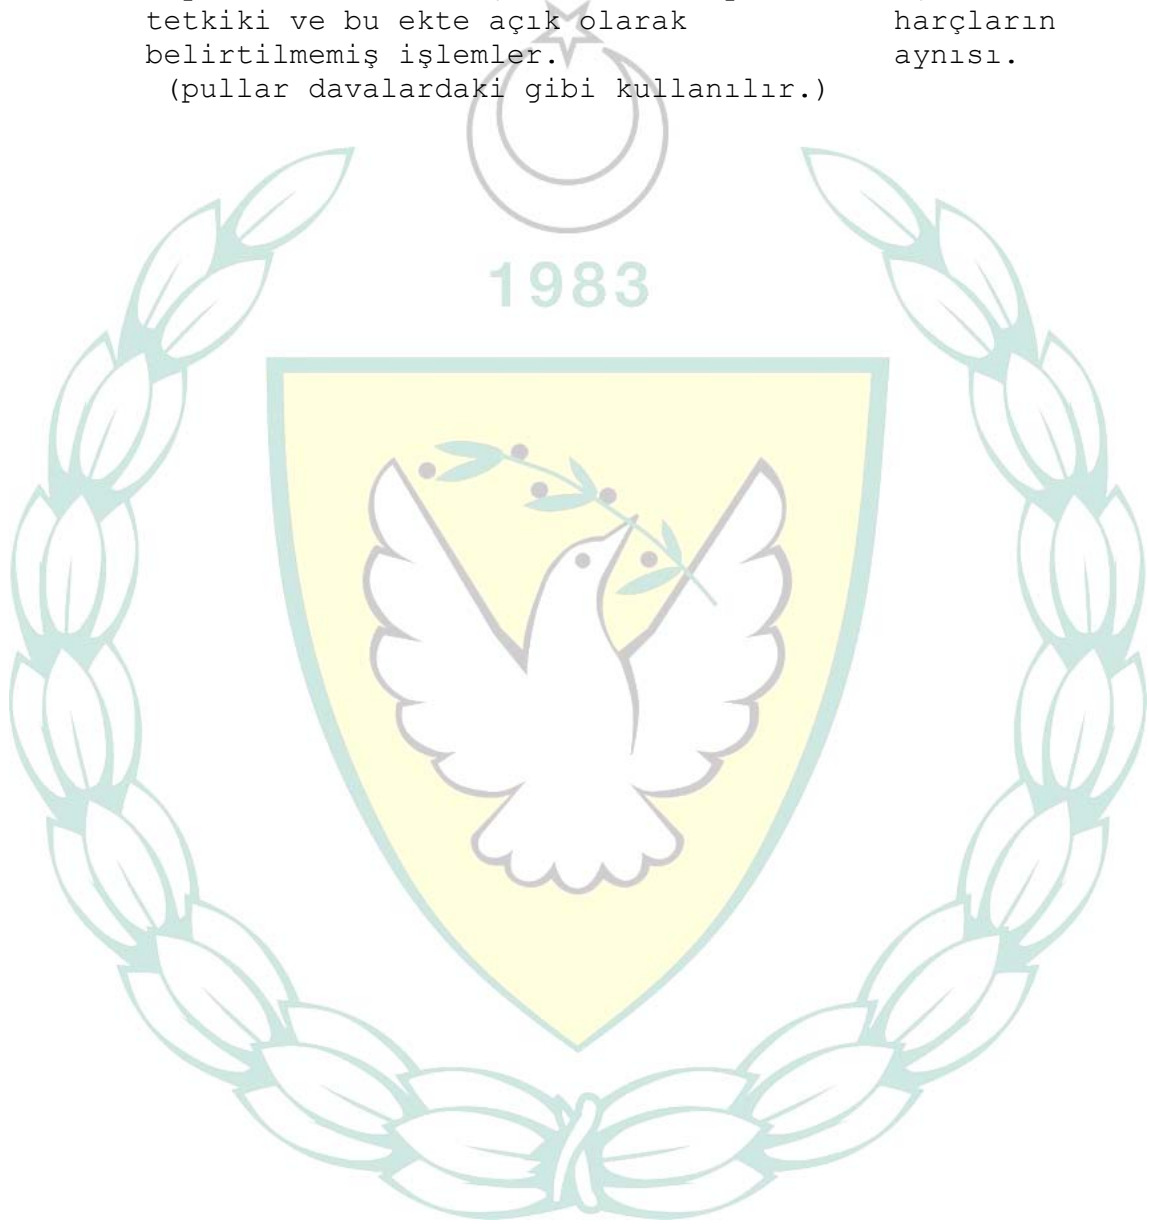 tetkiki ve bu ekte açık olarak harçların
belirtilmemiş işlemler. aynısı.
(pullar davalardaki gibi kullanılır.)
1983